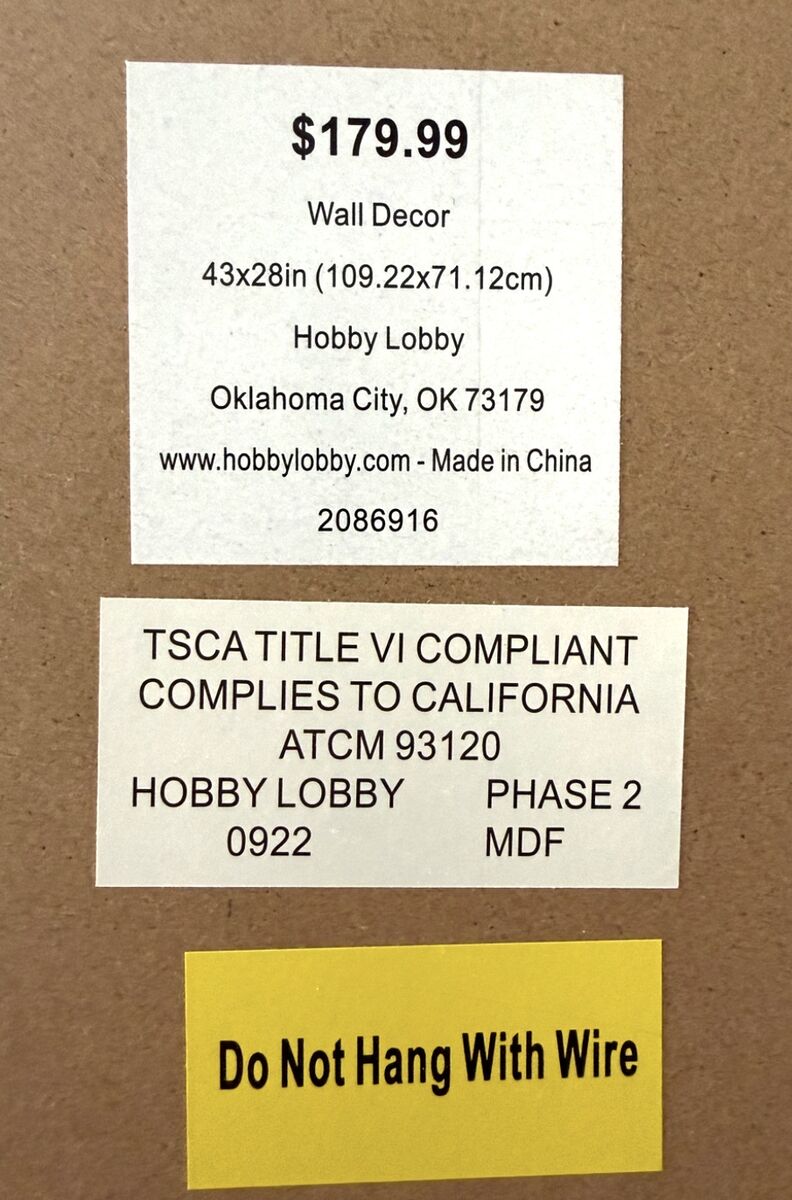 $179.99
Wall Decor
43x28in (109.22x71.12cm)
Hobby Lobby
Oklahoma City, OK 73179
www.hobbylobby.com - Made in China
2086916
TSCA TITLE VI COMPLIANT
COMPLIES TO CALIFORNIA
ATCM 93120
HOBBY LOBBY PHASE 2
0922 MDF
Do Not Hang With Wire